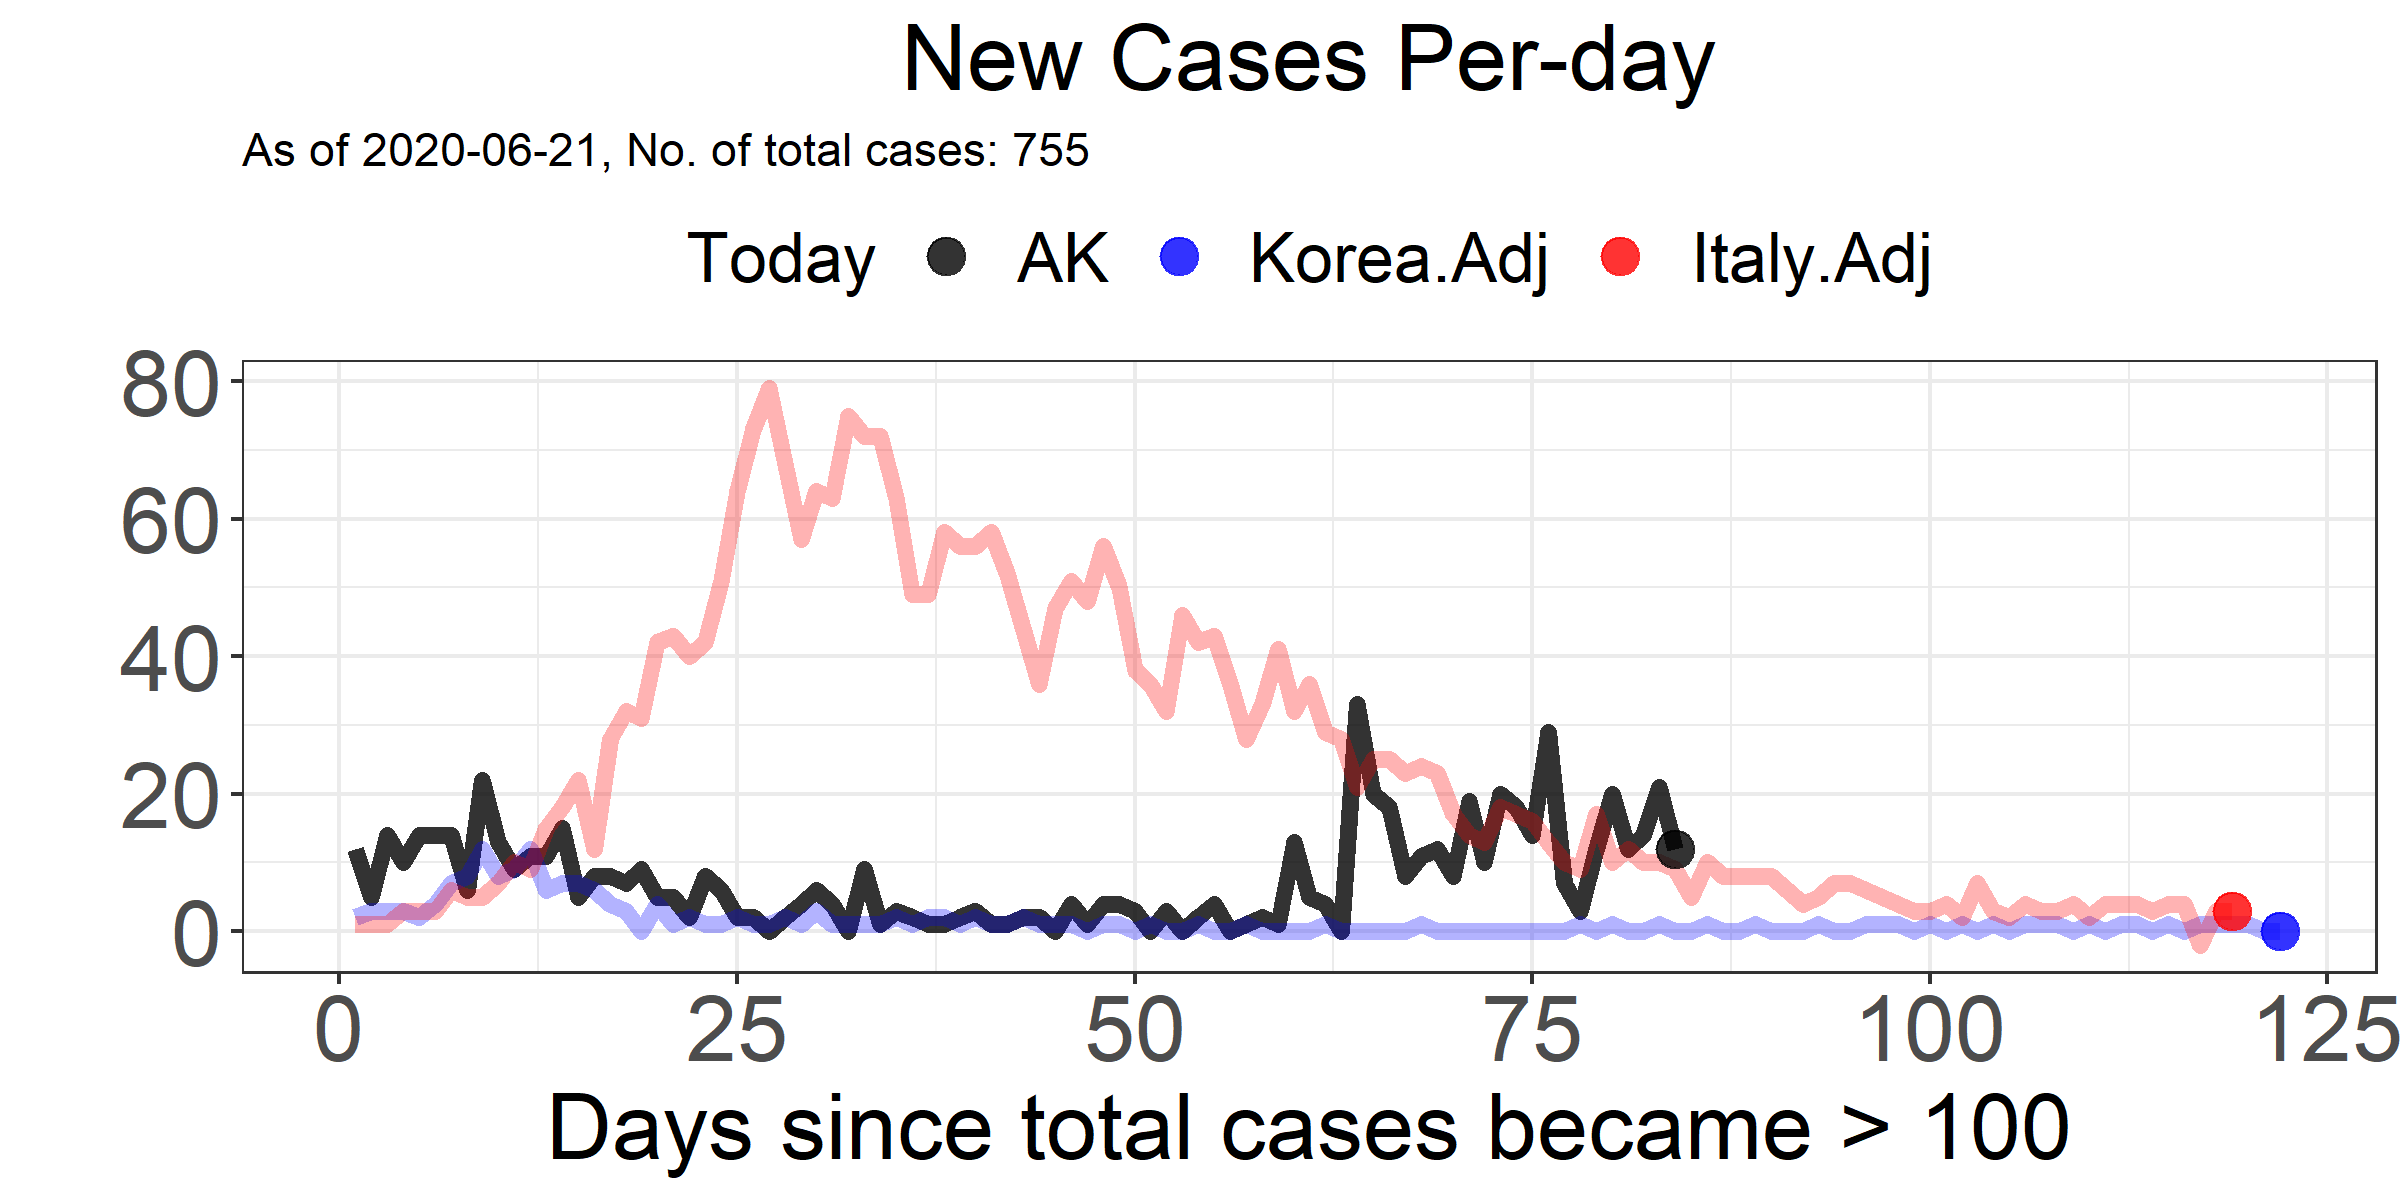 New Cases Per-day
As of 2020-06-21, No. of total cases: 755
Today AK Korea.Adj Italy.Adj
80
60
40
20
0
0 25 50 75 100 125
Days since total cases became > 100